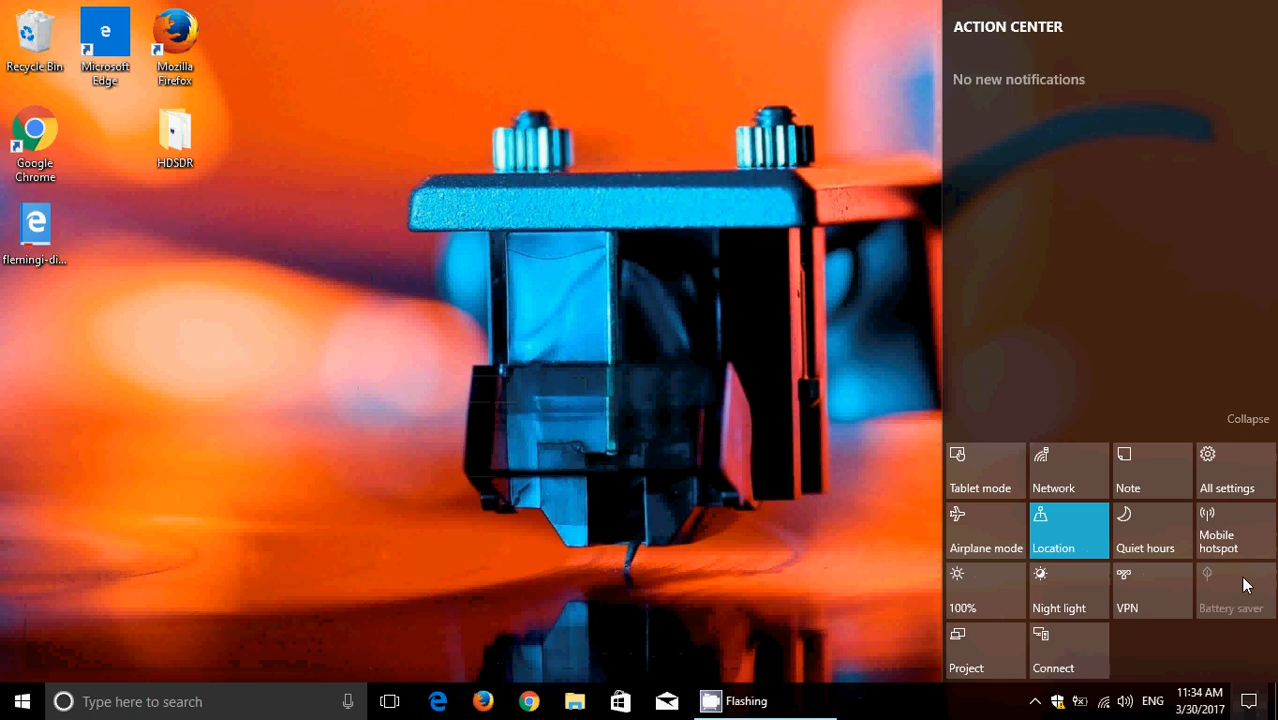 Recycle Bin
Microsoft
Edge
Mozilla
Firefox
Google
Chrome
HDSDR
flemingi-di...
ACTION CENTER
No new notifications
Collapse
Tablet mode
Network
Note
All settings
Airplane mode
Location
Quiet hours
Mobile
hotspot
100%
Night light
VPN
Battery saver
Project
Connect
Type here to search
Flashing
ENG
11:34 AM
3/30/2017